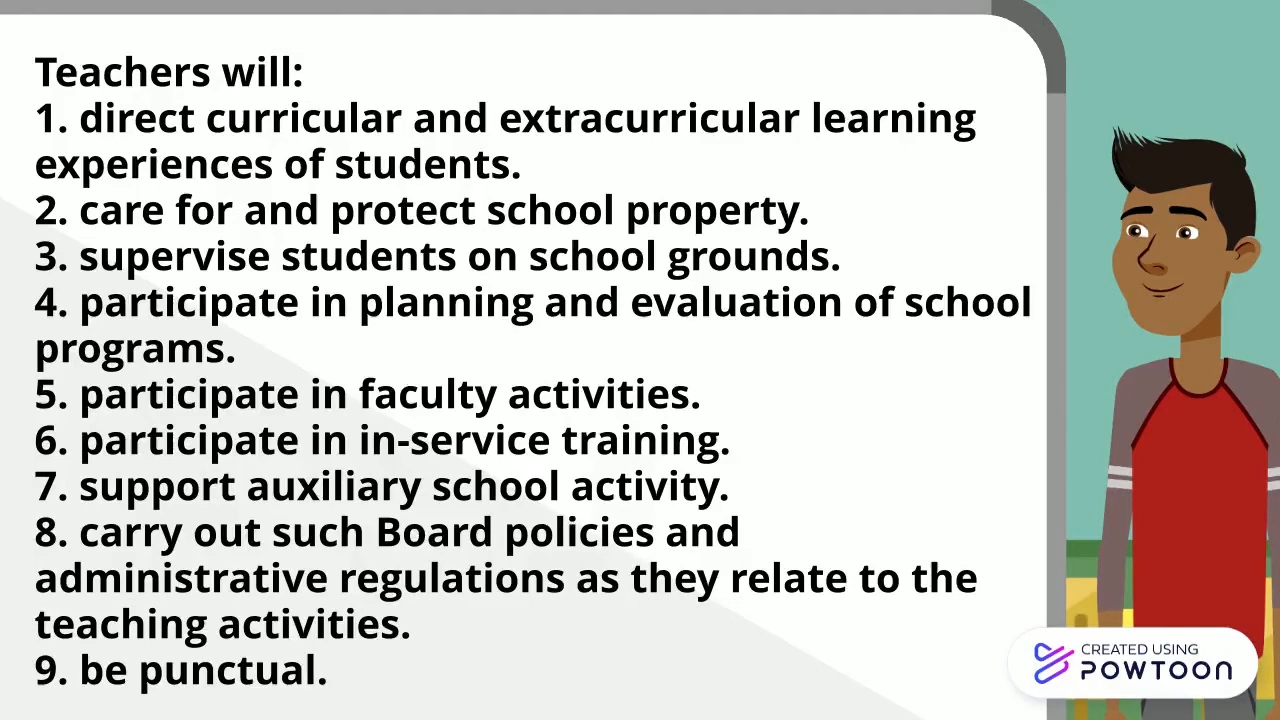 Teachers will:
1. direct curricular and extracurricular learning
experiences of students.
2. care for and protect school property.
3. supervise students on school grounds.
4. participate in planning and evaluation of school
programs.
5. participate in faculty activities.
6. participate in in-service training.
7. support auxiliary school activity.
8. carry out such Board policies and
administrative regulations as they relate to the
teaching activities.
9. be punctual.
CREATED USING
POWTOON